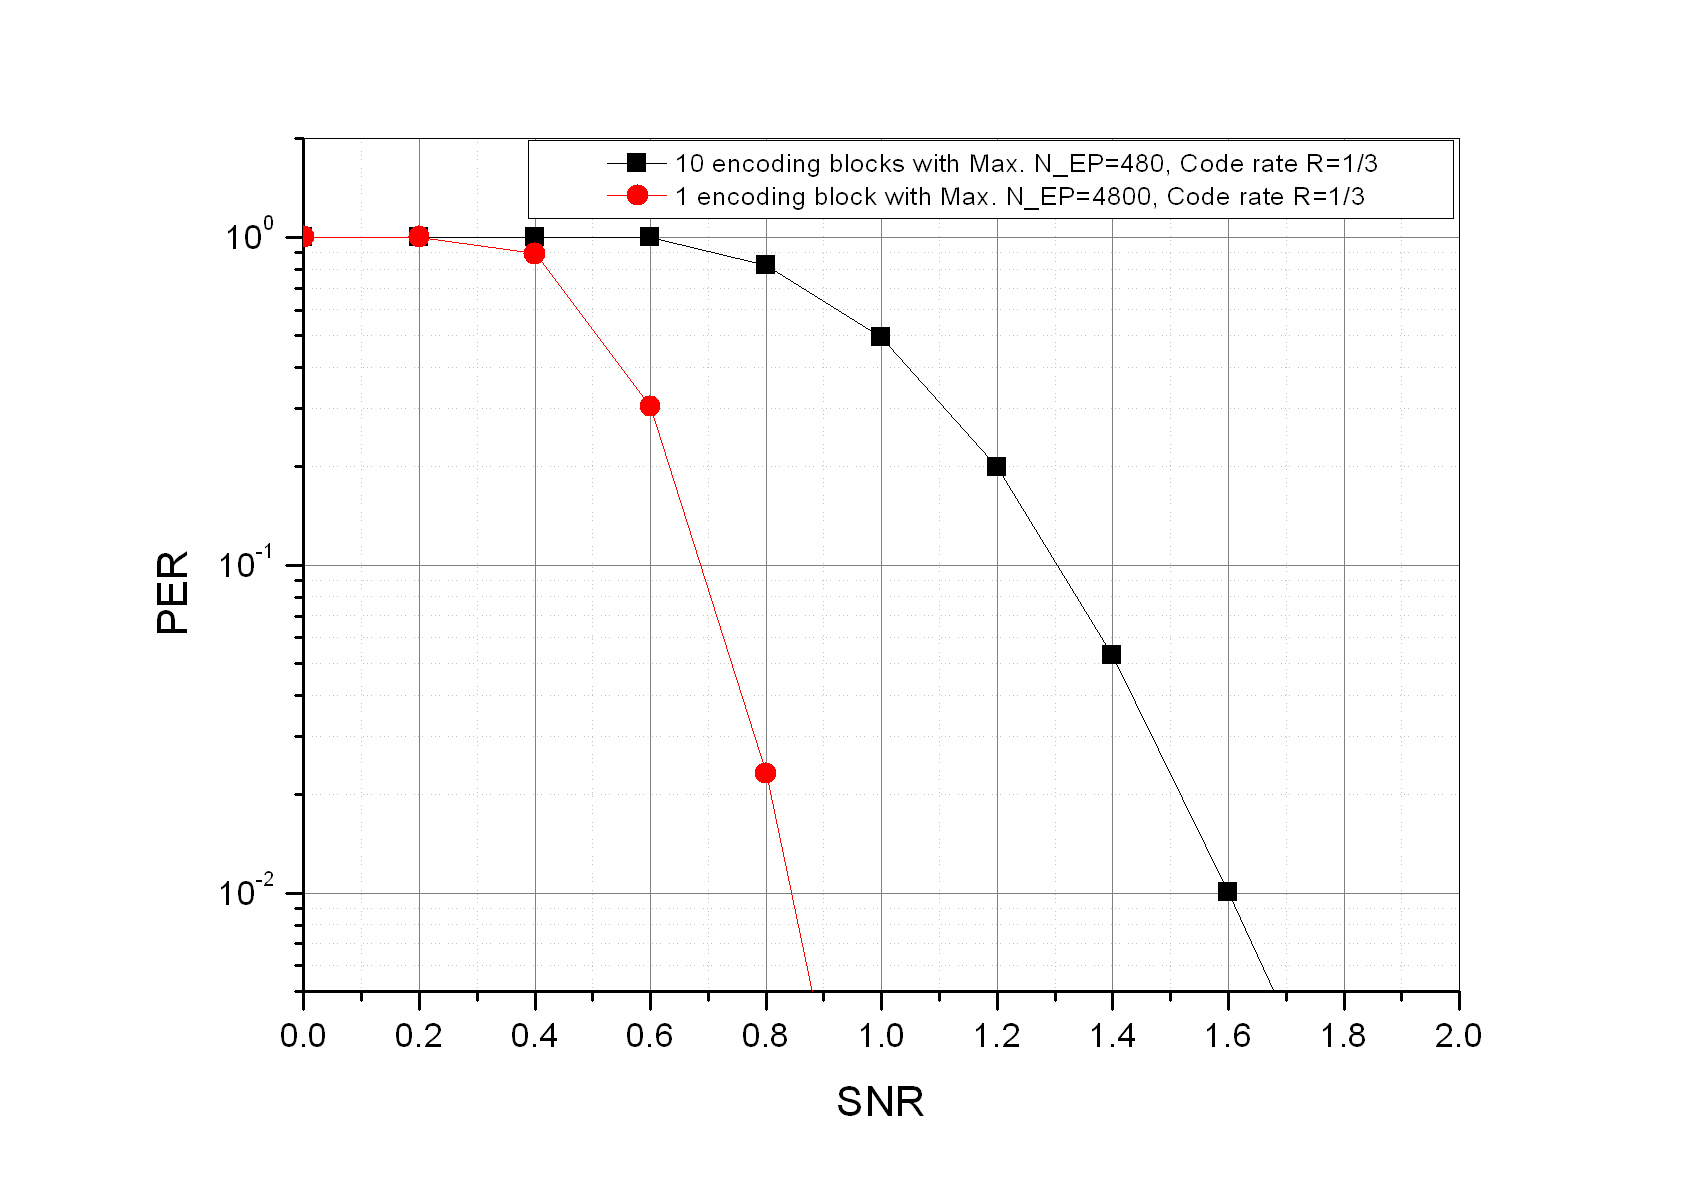 10 encoding blocks with Max. N_EP=480, Code rate R=1/3
1 encoding block with Max. N_EP=4800, Code rate R=1/3
10^0
10^-1
10^-2
PER
0.0 0.2 0.4 0.6 0.8 1.0 1.2 1.4 1.6 1.8 2.0
SNR